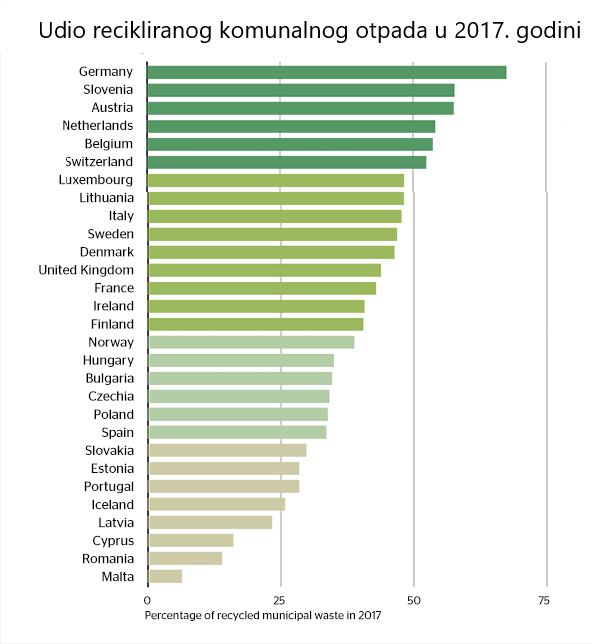 Udio recikliranog komunalnog otpada u 2017. godini
Germany
Slovenia
Austria
Netherlands
Belgium
Switzerland
Luxembourg
Lithuania
Italy
Sweden
Denmark
United Kingdom
France
Ireland
Finland
Norway
Hungary
Bulgaria
Czechia
Poland
Spain
Slovakia
Estonia
Portugal
Iceland
Latvia
Cyprus
Romania
Malta
0 25 50 75
Percentage of recycled municipal waste in 2017